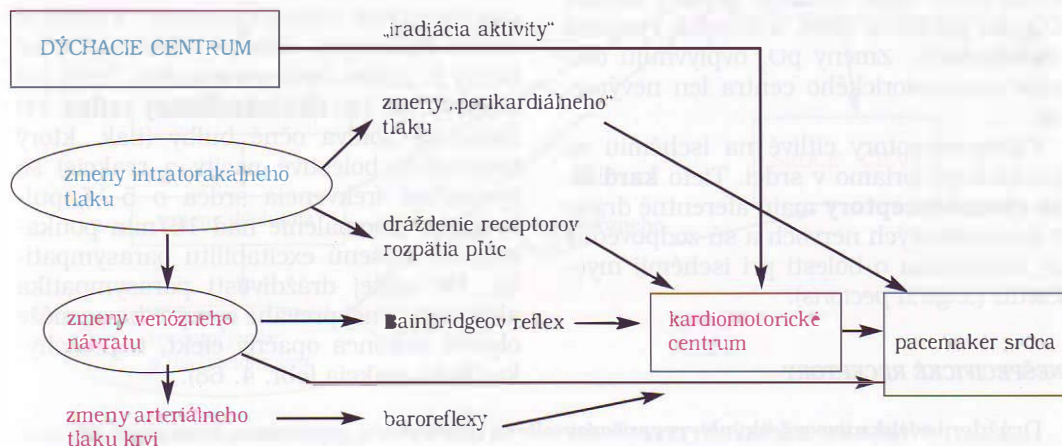 DÝCHACIE CENTRUM
„iradiácia aktivity"
zmeny „perikardiálneho"
tlaku
zmeny intratorakálneho
tlaku
dráždenie receptorov
rozpätia pľúc
zmeny venózneho
návratu
Bainbridgeov reflex
kardiomotorické
centrum
pacemaker srdca
zmeny arteriálneho
tlaku krvi
baroreflexy